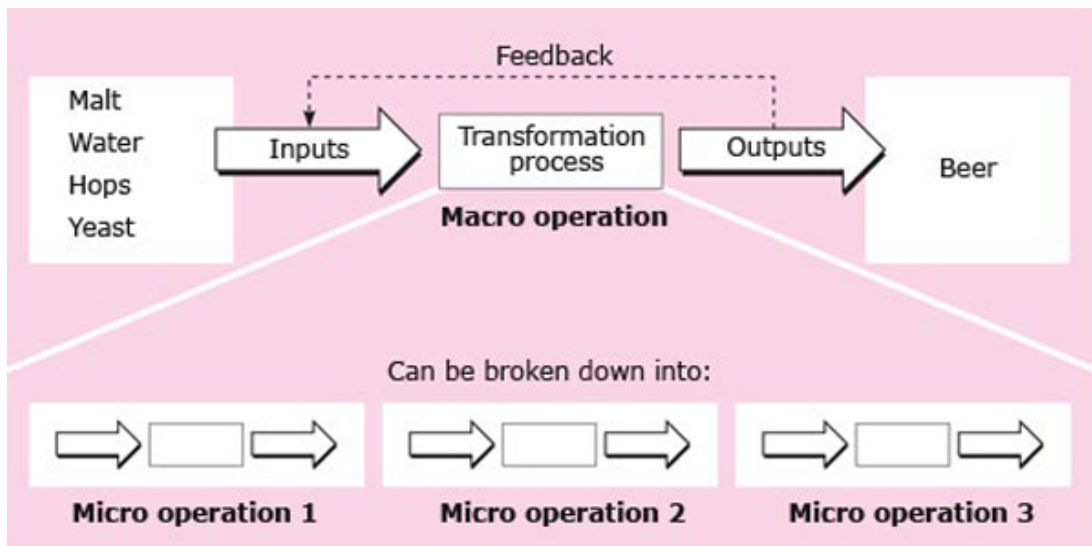 Feedback
Malt
Water
Hops
Yeast
Inputs
Transformation
process
Outputs
Beer
Macro operation
Can be broken down into:
Micro operation 1
Micro operation 2
Micro operation 3